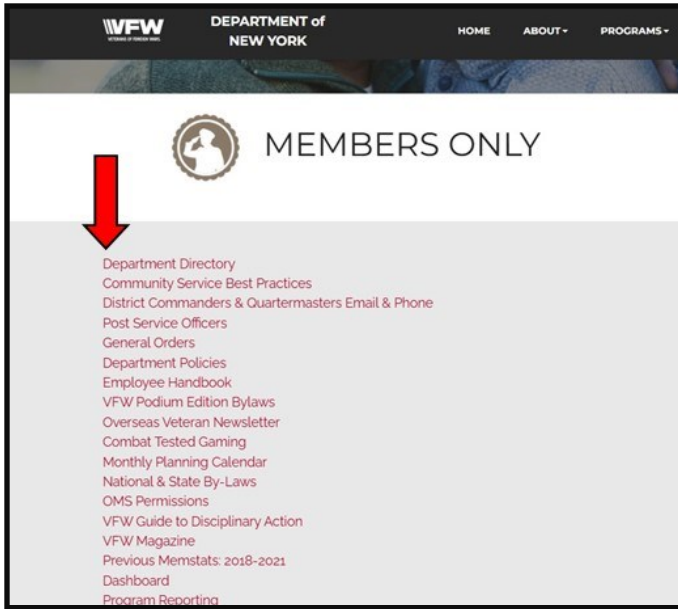 VFW
VETERANS OF FOREIGN WARS.
DEPARTMENT of
NEW YORK
HOME
ABOUT
PROGRAMS
MEMBERS ONLY
Department Directory
Community Service Best Practices
District Commanders & Quartermasters Email & Phone
Post Service Officers
General Orders
Department Policies
Employee Handbook
VFW Podium Edition Bylaws
Overseas Veteran Newsletter
Combat Tested Gaming
Monthly Planning Calendar
National & State By-Laws
OMS Permissions
VFW Guide to Disciplinary Action
VFW Magazine
Previous Memstats: 2018-2021
Dashboard
Program Reporting